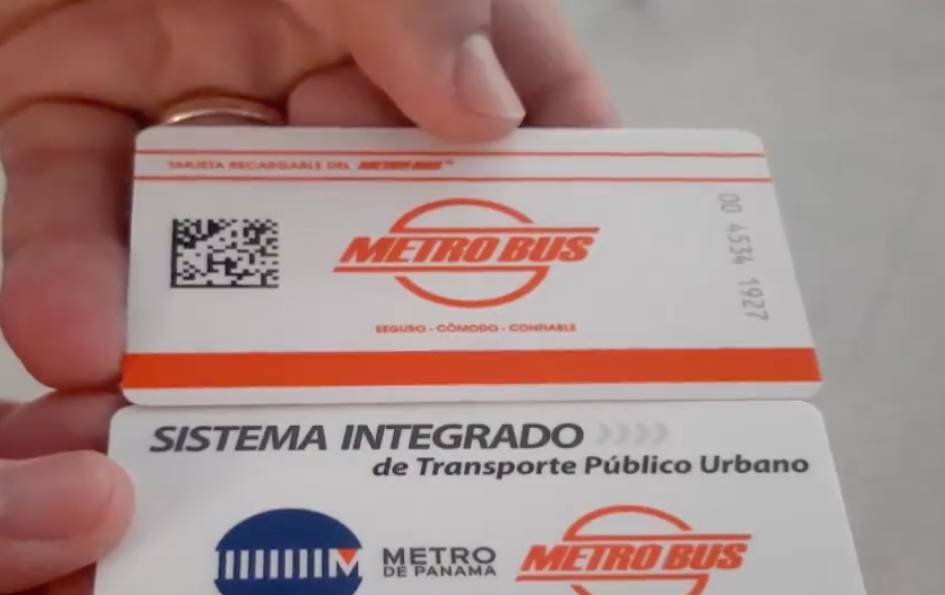 TARJETA RECARGABLE DEL METRO BUS
METRO BUS
SEGURO - CÓMODO - CONFIABLE
00 4534 1927
SISTEMA INTEGRADO
de Transporte Público Urbano
METRO
DE PANAMA
METRO BUS